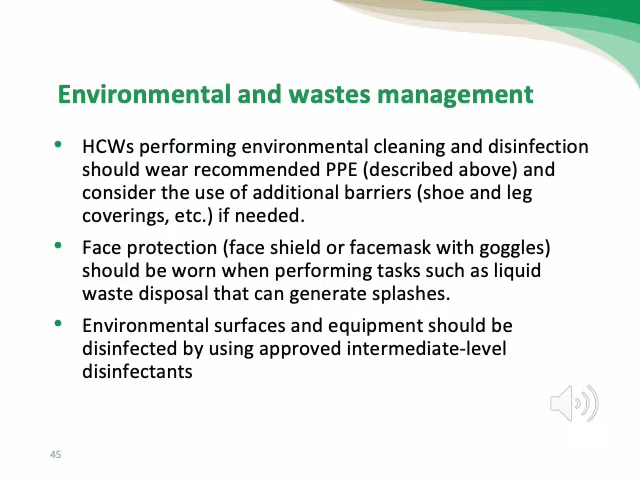 Environmental and wastes management
• HCWs performing environmental cleaning and disinfection
should wear recommended PPE (described above) and
consider the use of additional barriers (shoe and leg
coverings, etc.) if needed.
• Face protection (face shield or facemask with goggles)
should be worn when performing tasks such as liquid
waste disposal that can generate splashes.
• Environmental surfaces and equipment should be
disinfected by using approved intermediate-level
disinfectants
45